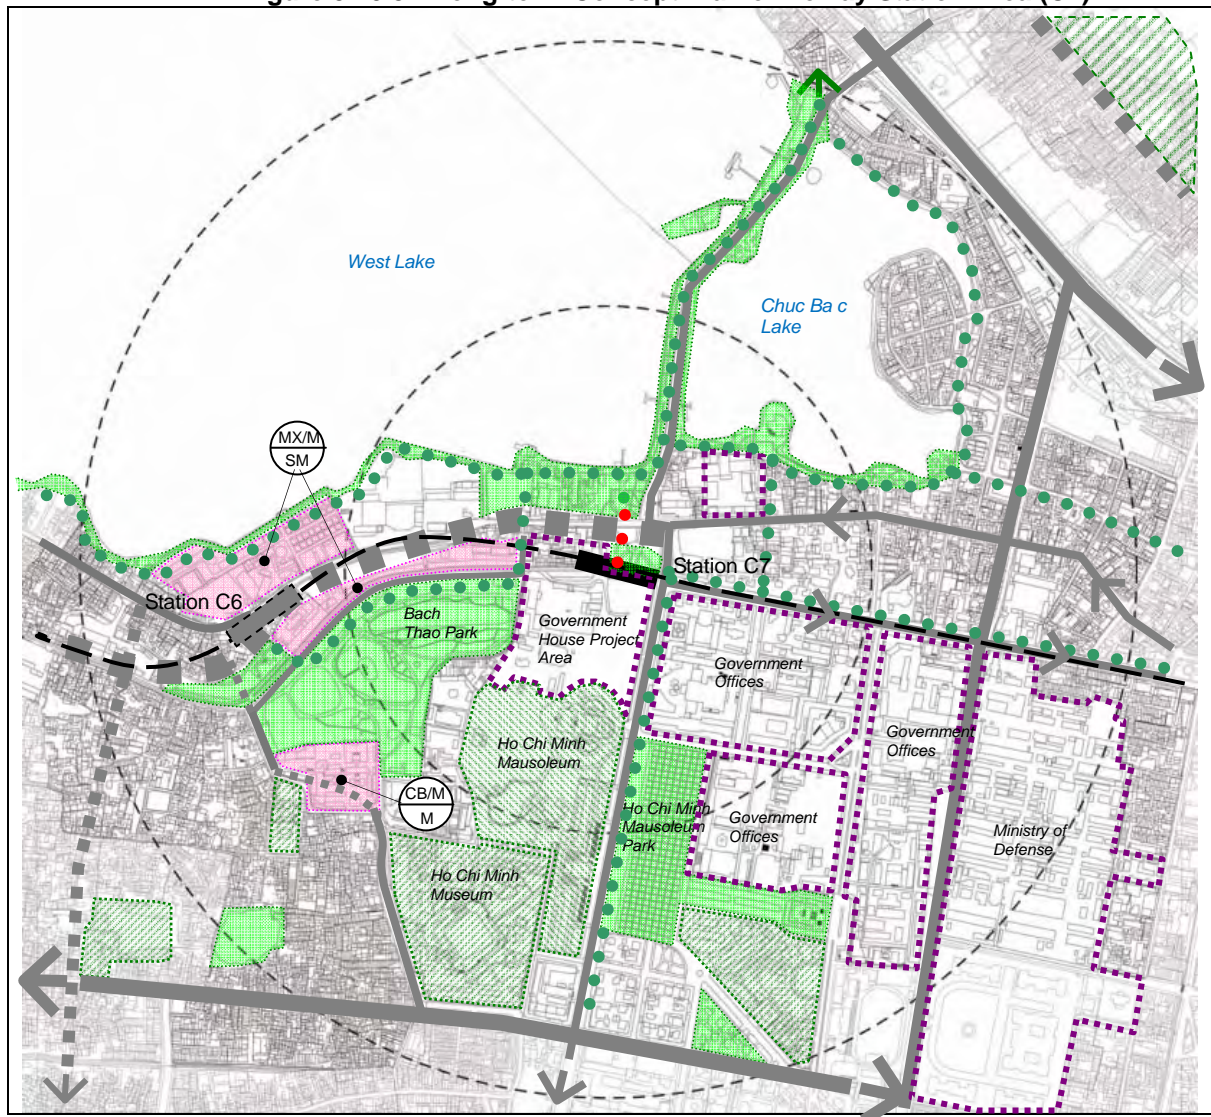 West Lake
Chuc Ba c
Lake
MX/M
SM
Station C6
Station C7
Bach
Thao Park
Government
House Project
Area
Government
Offices
Government
Offices
Ho Chi Minh
Mausoleum
CB/M
M
Ho Chi Minh
Mausoleum
Park
Government
Offices
Ministry of
Defense
Ho Chi Minh
Museum